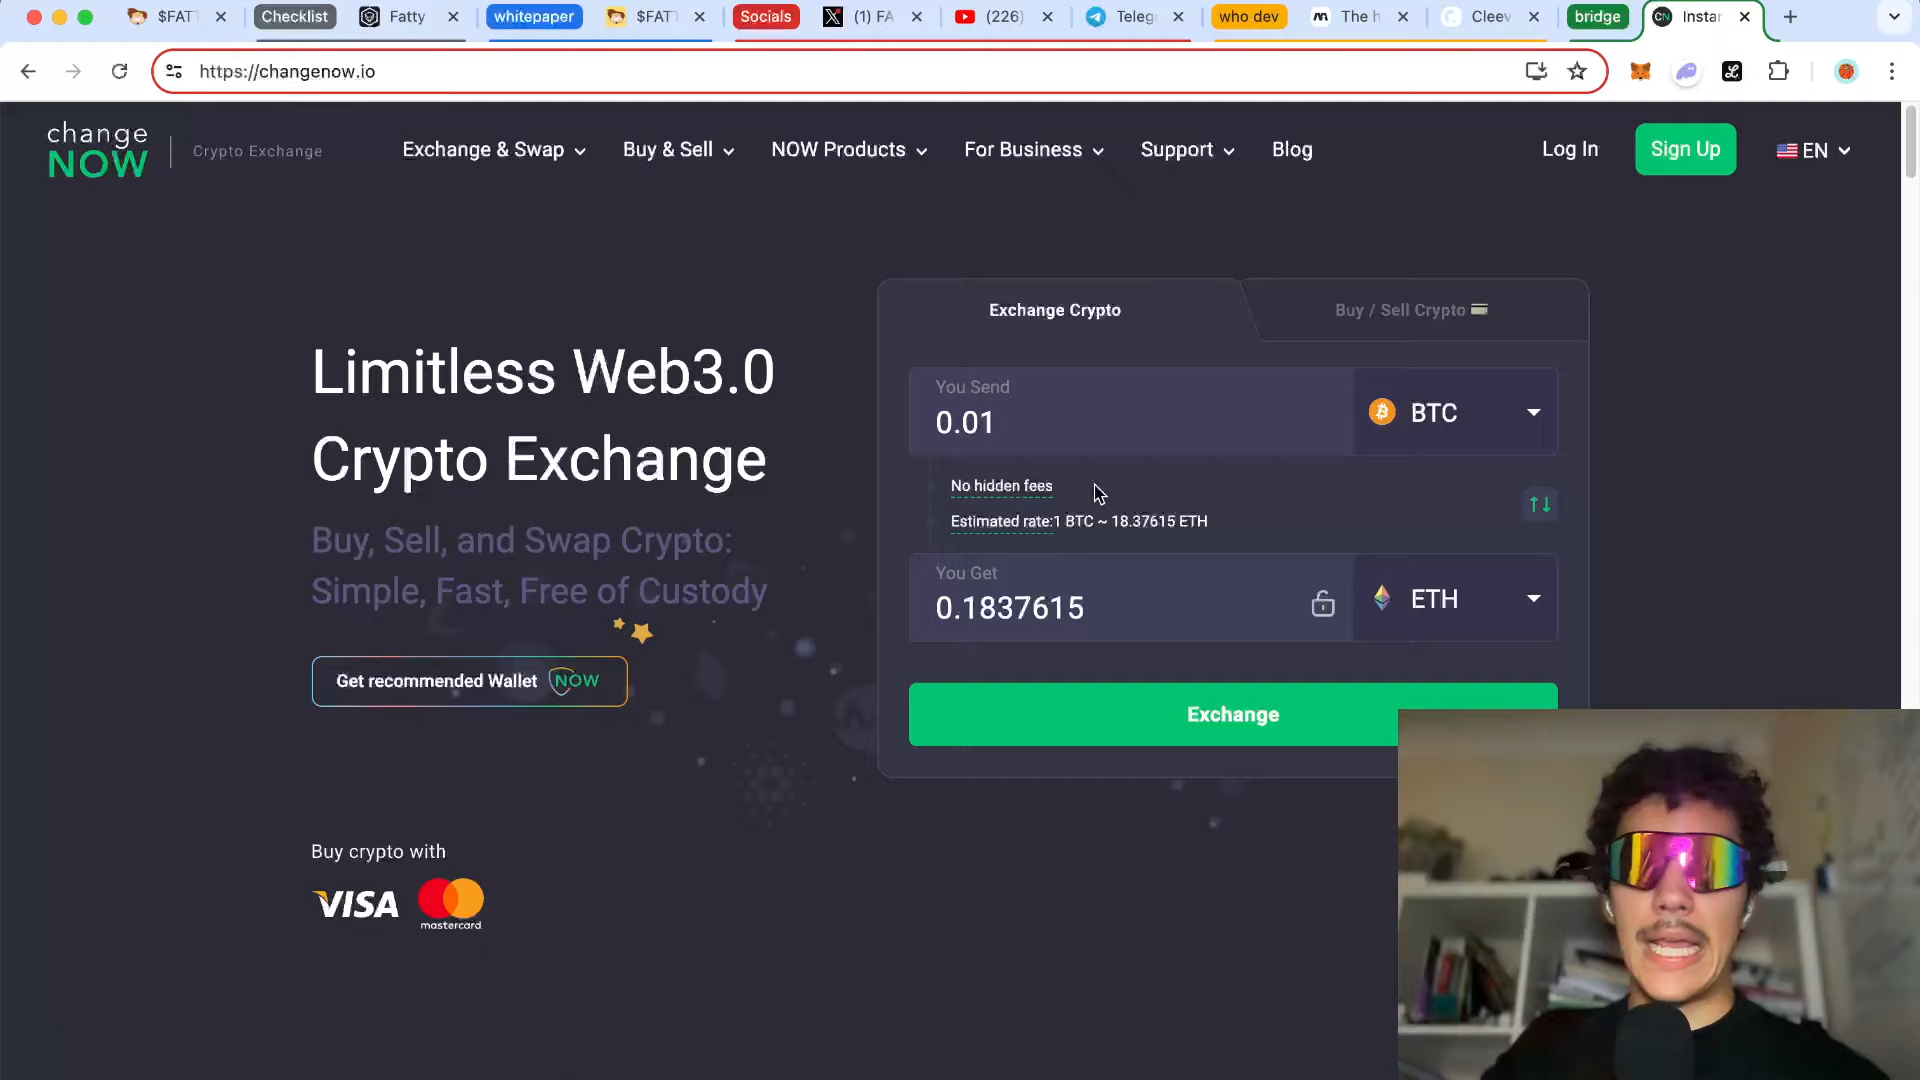 $FAT
Checklist
Fatty
whitepaper
$FAT
Socials
(1) FA
(226)
Teleg
who dev
The h
Cleev
bridge
Instar
https://changenow.io
change
NOW
Crypto Exchange
Exchange & Swap
Buy & Sell
NOW Products
For Business
Support
Blog
Log In
Sign Up
EN
Limitless Web3.0
Crypto Exchange
Buy, Sell, and Swap Crypto:
Simple, Fast, Free of Custody
Get recommended Wallet NOW
Buy crypto with
VISA
mastercard.
Exchange Crypto
Buy / Sell Crypto
You Send
0.01
BTC
No hidden fees
Estimated rate:1 BTC ~ 18.37615 ETH
You Get
0.1837615
ETH
Exchange